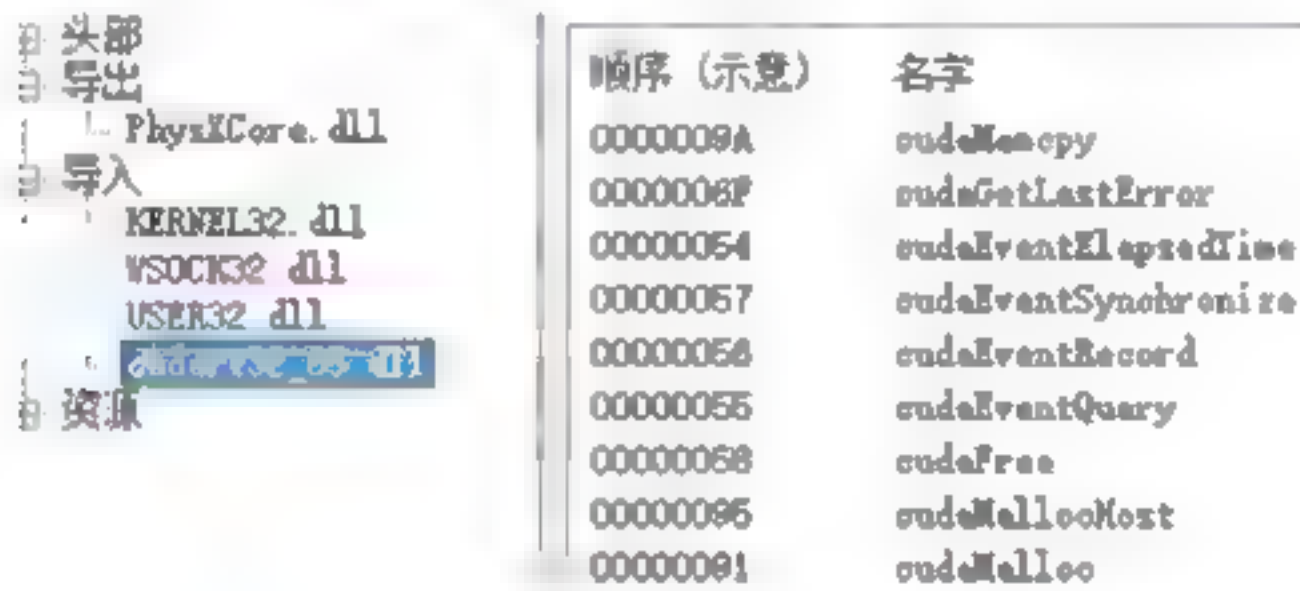 头部
导出
PhysXCore.dll
导入
KERNEL32.dll
WSOCK32.dll
USER32.dll
资源
顺序 (示意) 名字
0000009A cudaMemcpy
0000006F cudaGetLastError
00000054 cudaEventElapsedTime
00000057 cudaEventSynchronize
00000056 cudaEventRecord
00000055 cudaEventQuery
cudaFree
00000095 cudaMallocHost
00000091 cudaMalloc